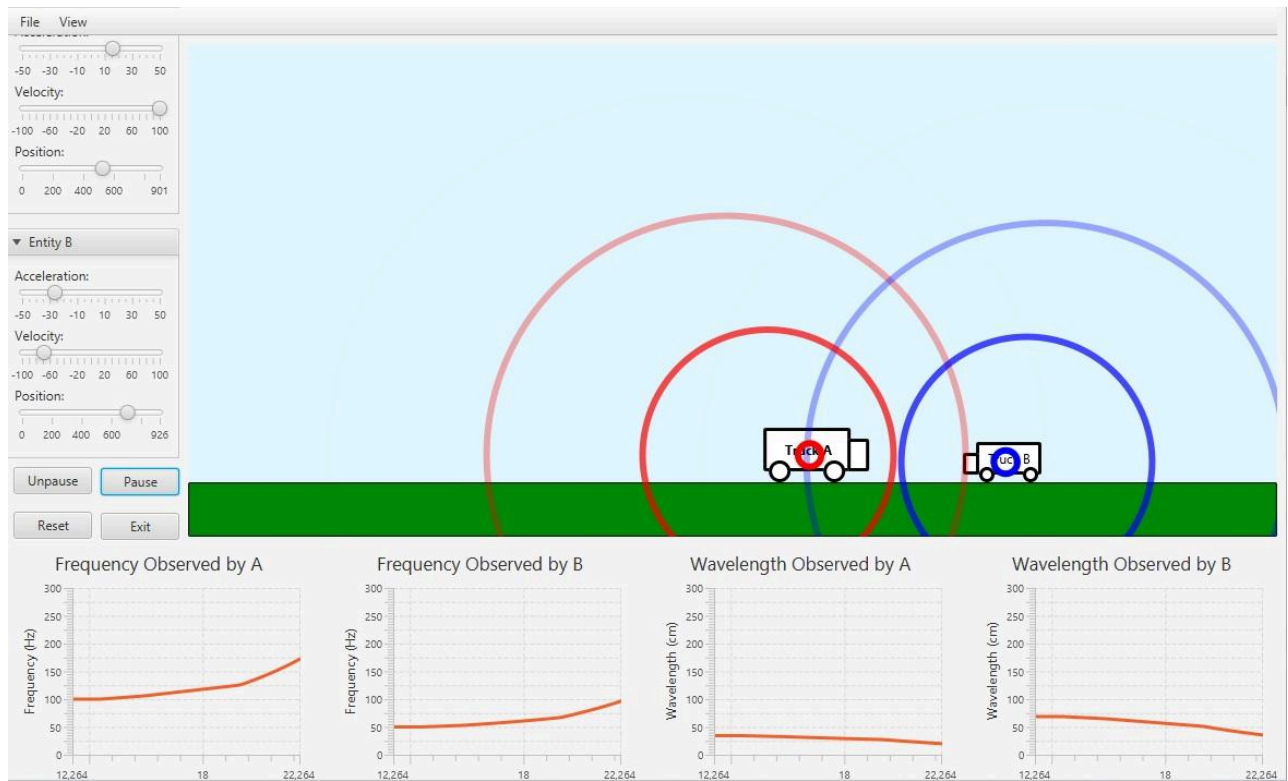 File View
Acceleration:
-50 -30 -10 10 30 50
Velocity:
-100 -60 -20 20 60 100
Position:
0 200 400 600 901
▼ Entity B
Acceleration:
-50 -30 -10 10 30 50
Velocity:
-100 -60 -20 20 60 100
Position:
0 200 400 600 926
Unpause Pause
Reset Exit
Truck A
Truck B
Frequency Observed by A
Frequency (Hz)
300
250
200
150
100
50
0
12,264 18 22,264
Frequency Observed by B
Frequency (Hz)
300
250
200
150
100
50
0
12,264 18 22,264
Wavelength Observed by A
Wavelength (cm)
300
250
200
150
100
50
0
12,264 18 22,264
Wavelength Observed by B
Wavelength (cm)
300
250
200
150
100
50
0
12,264 18 22,264